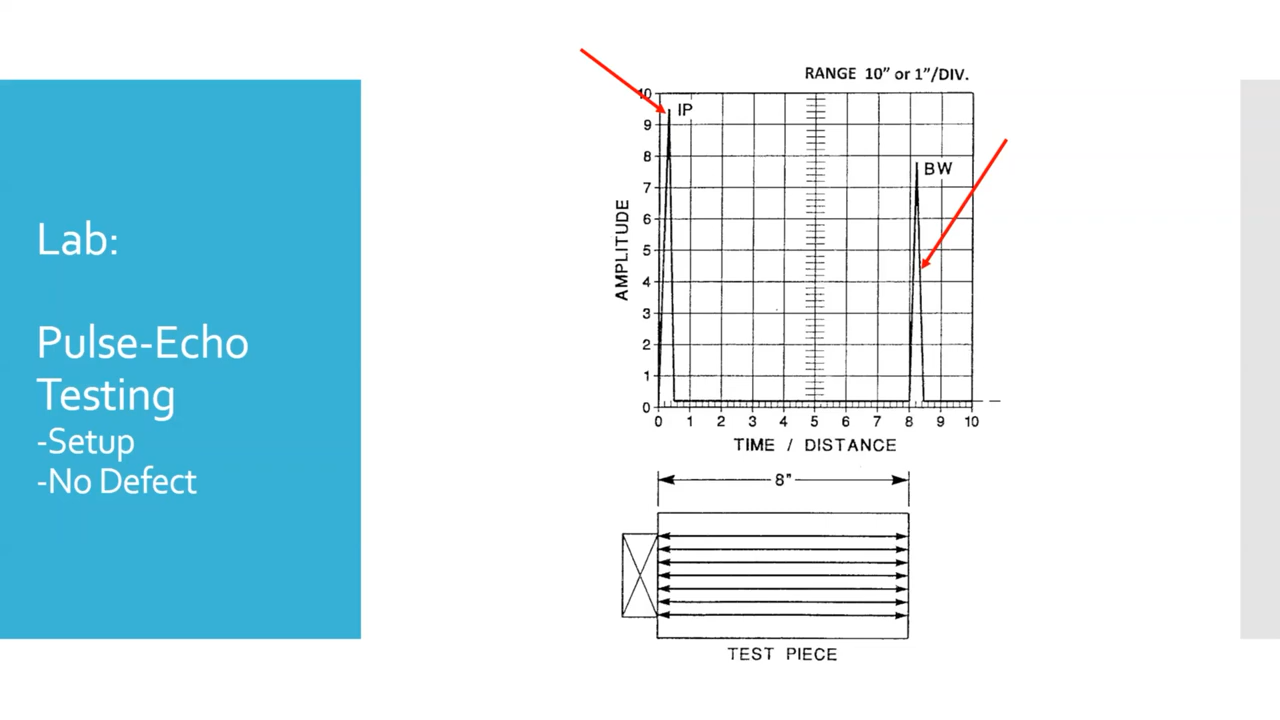 Lab:
Pulse-Echo
Testing
-Setup
-No Defect
RANGE 10” or 1”/DIV.
10
9
8
7
6
5
4
3
2
1
0
AMPLITUDE
IP
BW
0 1 2 3 4 5 6 7 8 9 10
TIME / DISTANCE
8"
TEST PIECE